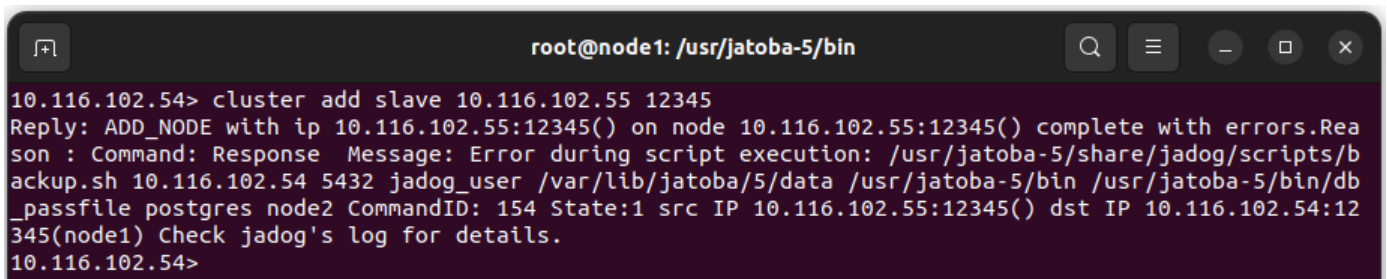 root@node1: /usr/jatoba-5/bin
10.116.102.54> cluster add slave 10.116.102.55 12345
Reply: ADD_NODE with ip 10.116.102.55:12345() on node 10.116.102.55:12345() complete with errors.Rea
son : Command: Response  Message: Error during script execution: /usr/jatoba-5/share/jadog/scripts/b
ackup.sh 10.116.102.54 5432 jadog_user /var/lib/jatoba/5/data /usr/jatoba-5/bin /usr/jatoba-5/bin/db
_passfile postgres node2 CommandID: 154 State:1 src IP 10.116.102.55:12345() dst IP 10.116.102.54:12
345(node1) Check jadog's log for details.
10.116.102.54>